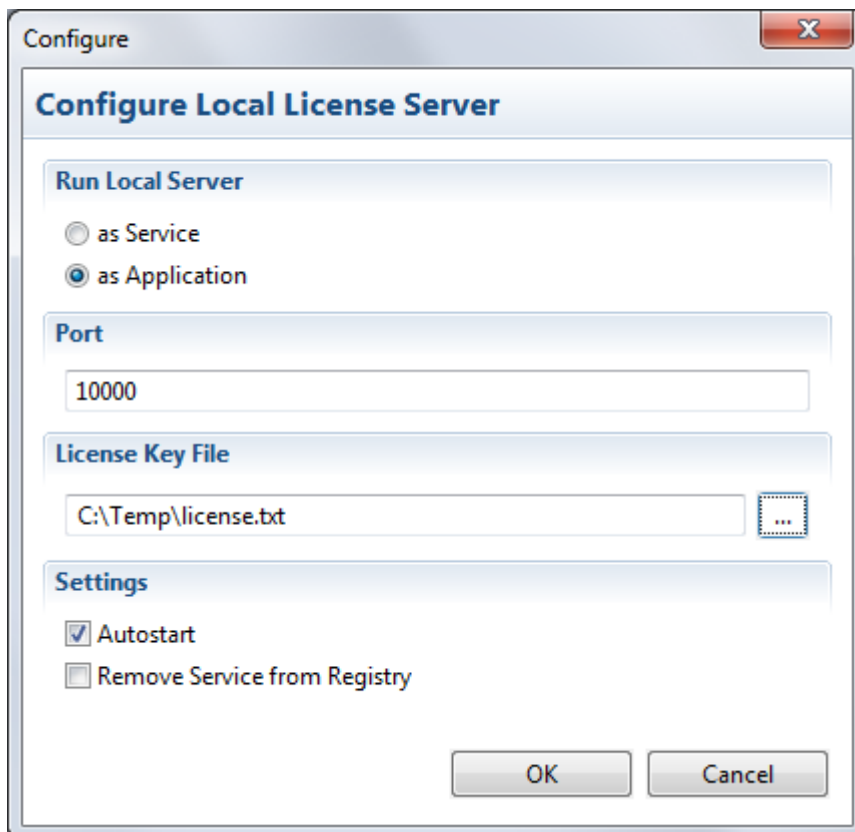 Configure
Configure Local License Server
Run Local Server
as Service
as Application
Port
10000
License Key File
C:\Temp\license.txt
...
Settings
Autostart
Remove Service from Registry
OK Cancel